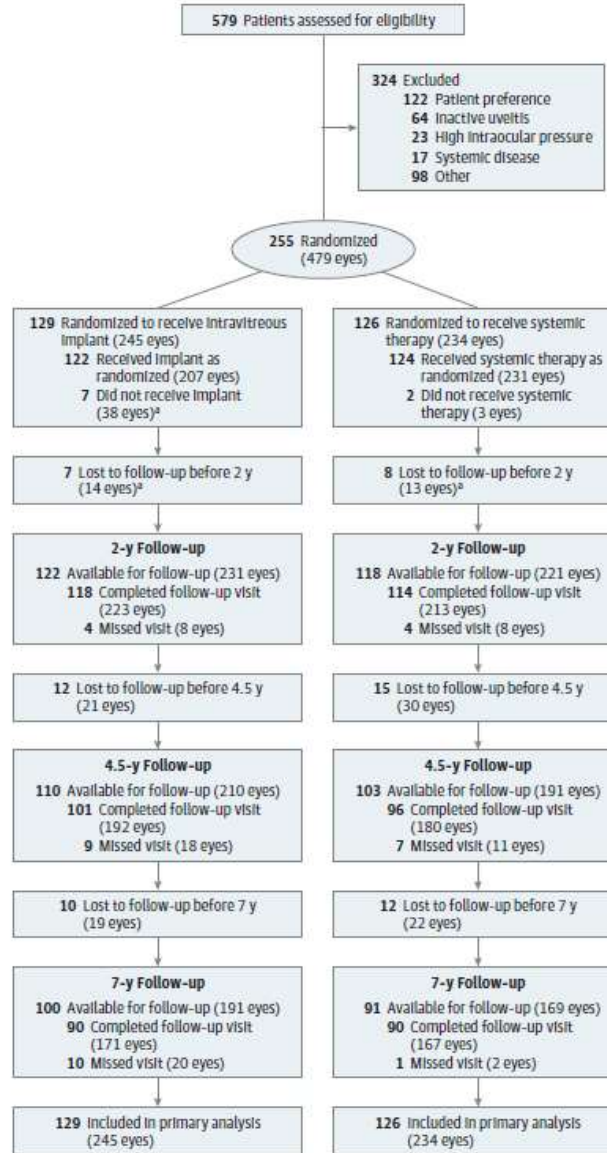 579 Patients assessed for eligibility
324 Excluded
122 Patient preference
64 Inactive uveitis
23 High intraocular pressure
17 Systemic disease
98 Other
255 Randomized
(479 eyes)
129 Randomized to receive intravitreous
implant (245 eyes)
122 Received implant as
randomized (207 eyes)
7 Did not receive implant
(38 eyes)ª
126 Randomized to receive systemic
therapy (234 eyes)
124 Received systemic therapy as
randomized (231 eyes)
2 Did not receive systemic
therapy (3 eyes)
7 Lost to follow-up before 2 y
(14 eyes)ª
8 Lost to follow-up before 2 y
(13 eyes)ª
2-y Follow-up
122 Available for follow-up (231 eyes)
118 Completed follow-up visit
(223 eyes)
4 Missed visit (8 eyes)
2-y Follow-up
118 Available for follow-up (221 eyes)
114 Completed follow-up visit
(213 eyes)
4 Missed visit (8 eyes)
12 Lost to follow-up before 4.5 y
(21 eyes)
15 Lost to follow-up before 4.5 y
(30 eyes)
4.5-y Follow-up
110 Available for follow-up (210 eyes)
101 Completed follow-up visit
(192 eyes)
9 Missed visit (18 eyes)
4.5-y Follow-up
103 Available for follow-up (191 eyes)
96 Completed follow-up visit
(180 eyes)
7 Missed visit (11 eyes)
10 Lost to follow-up before 7 y
(19 eyes)
12 Lost to follow-up before 7 y
(22 eyes)
7-y Follow-up
100 Available for follow-up (191 eyes)
90 Completed follow-up visit
(171 eyes)
10 Missed visit (20 eyes)
7-y Follow-up
91 Available for follow-up (169 eyes)
90 Completed follow-up visit
(167 eyes)
1 Missed visit (2 eyes)
129 Included in primary analysis
(245 eyes)
126 Included in primary analysis
(234 eyes)